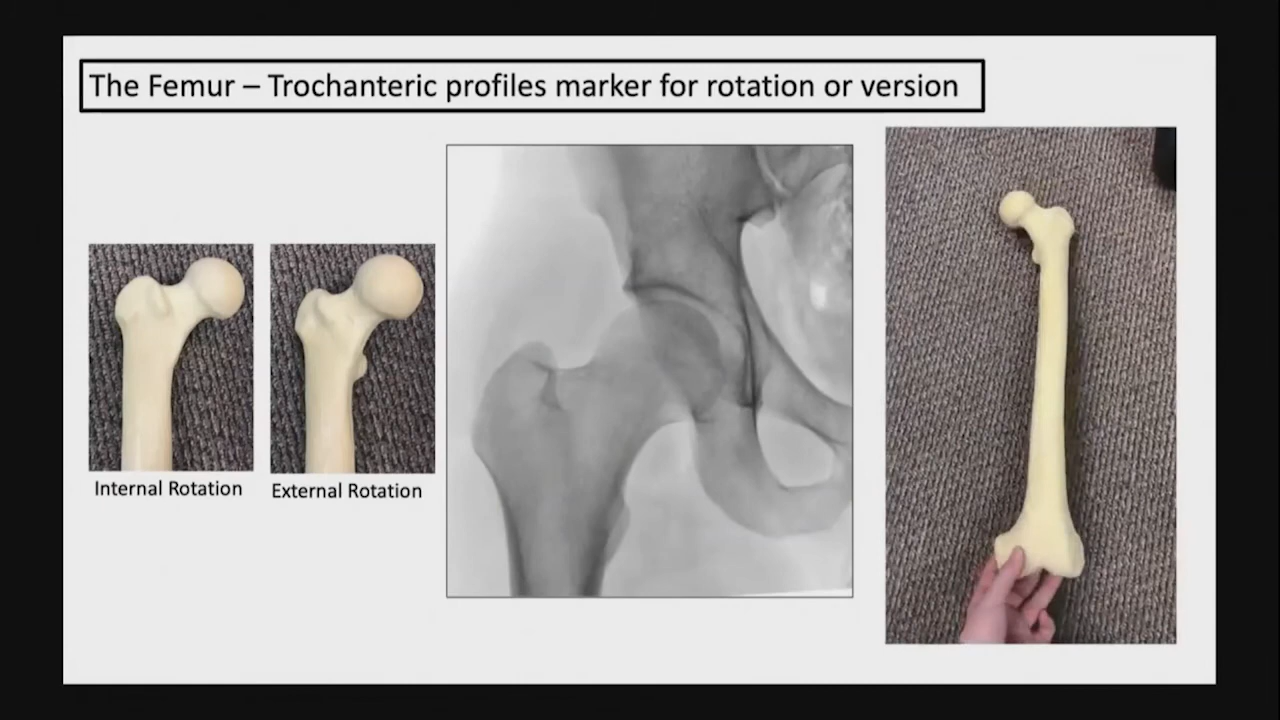 The Femur – Trochanteric profiles marker for rotation or version
Internal Rotation
External Rotation